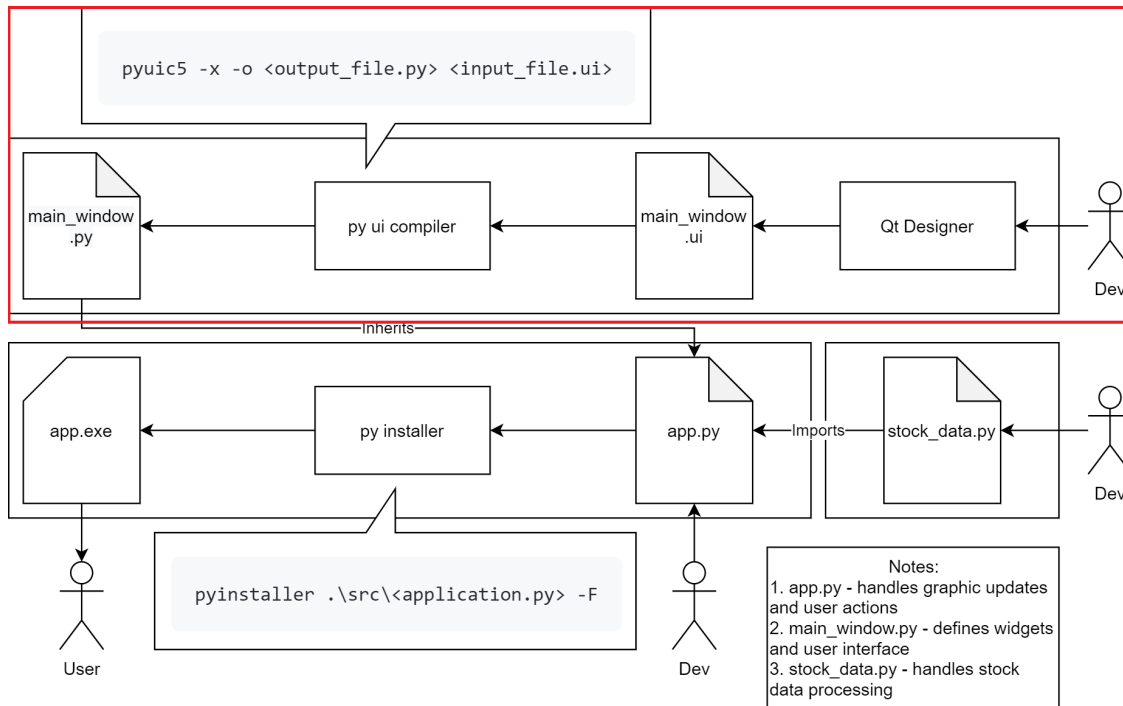 pyuic5 -x -o <output_file.py> <input_file.ui>
main_window
.py
py ui compiler
main_window
.ui
Qt Designer
Dev
Inherits
app.exe
py installer
app.py
Imports
stock_data.py
Dev
pyinstaller .\src\<application.py> -F
User
Dev
Notes:
1. app.py - handles graphic updates
and user actions
2. main_window.py - defines widgets
and user interface
3. stock_data.py - handles stock
data processing